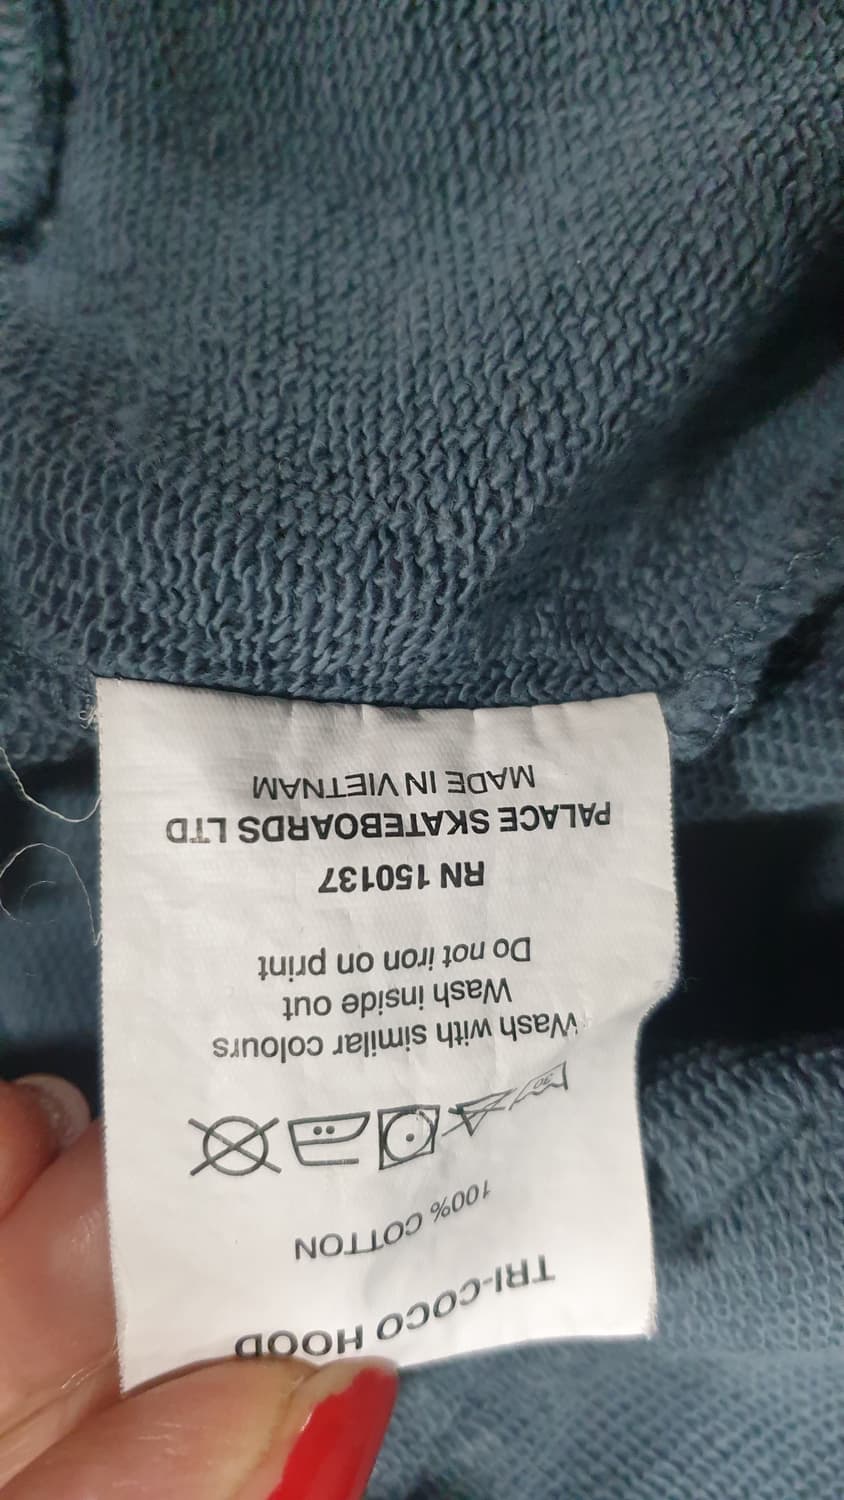 TRI-COCO HOOD
100% COTTON
30
Wash with similar colours
Wash inside out
Do not iron on print
RN 150137
PALACE SKATEBOARDS LTD
MADE IN VIETNAM